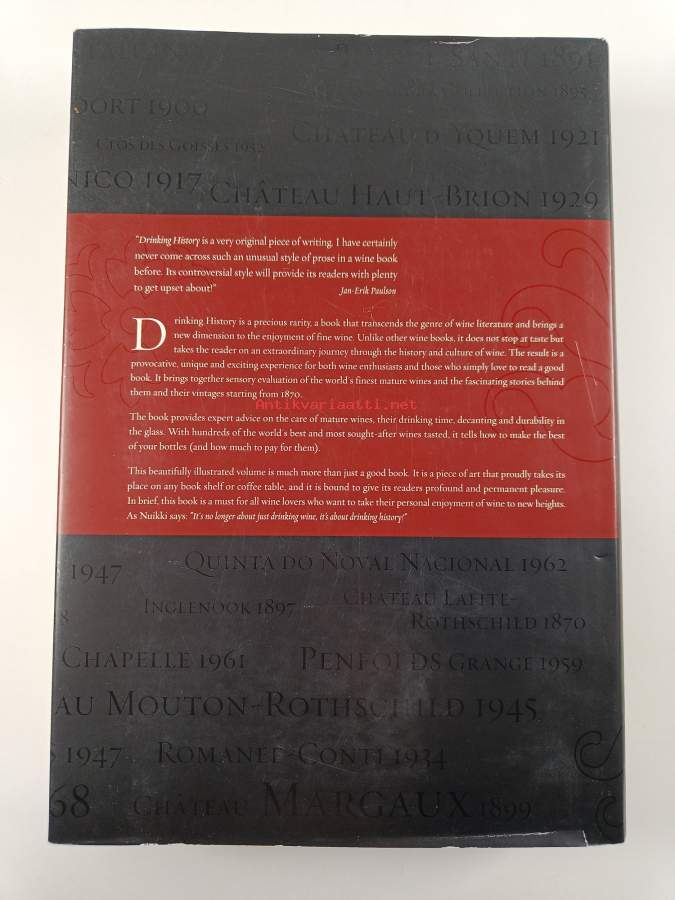 SANTI 1891
1895
PORT 1900
CHÂTEAU D'YQUEM 1921
CLOS DES GOISSES 1952
NICO 1917
CHÂTEAU HAUT-BRION 1929
"Drinking History is a very original piece of writing. I have certainly
never come across such an unusual style of prose in a wine book
before. Its controversial style will provide its readers with plenty
to get upset about!"
Jan-Erik Paulson
Drinking History is a precious rarity, a book that transcends the genre of wine literature and brings a
new dimension to the enjoyment of fine wine. Unlike other wine books, it does not stop at taste but
takes the reader on an extraordinary journey through the history and culture of wine. The result is a
provocative, unique and exciting experience for both wine enthusiasts and those who simply love to read a good
book. It brings together sensory evaluation of the world's finest mature wines and the fascinating stories behind
them and their vintages starting from 1870.
Antikvariaatti.net
The book provides expert advice on the care of mature wines, their drinking time, decanting and durability in
the glass. With hundreds of the world's best and most sought-after wines tasted, it tells how to make the best
of your bottles (and how much to pay for them).
This beautifully illustrated volume is much more than just a good book. It is a piece of art that proudly takes its
place on any book shelf or coffee table, and it is bound to give its readers profound and permanent pleasure.
In brief, this book is a must for all wine lovers who want to take their personal enjoyment of wine to new heights.
As Nuikki says: "It's no longer about just drinking wine, it's about drinking history!"
QUINTA DO NOVAL NACIONAL 1962
1947
INGLENOOK 1897
CHÂTEAU LAFITE-
ROTHSCHILD 1870
8
CHAPELLE 1961
PENFOLDS GRANGE 1959
AU MOUTON-ROTHSCHILD 1945
1947
ROMANÉE-CONTI 1934
68
CHÂTEAU MARGAUX 1899